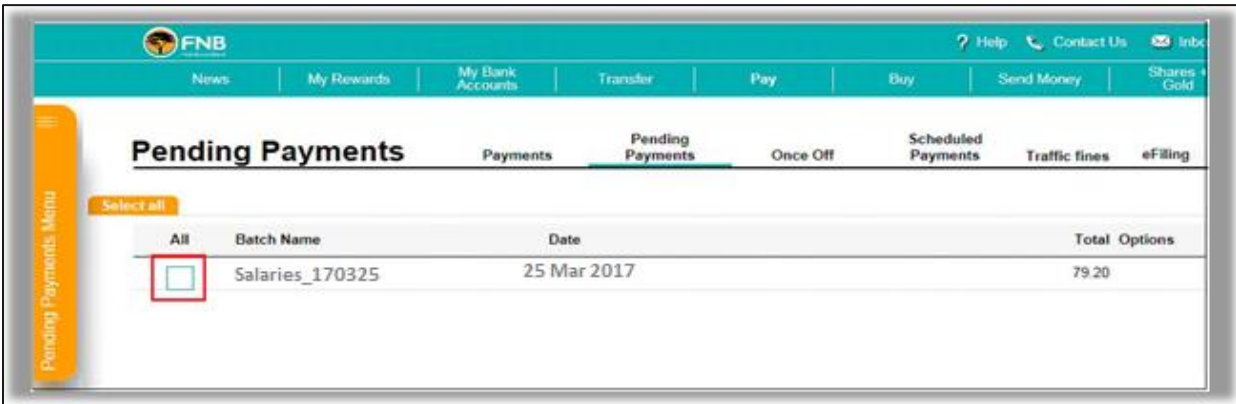 FNB
? Help Contact Us Inbo
News My Rewards My Bank Accounts Transfer Pay Buy Send Money Shares + Gold
Pending Payments Payments Pending Payments Once Off Scheduled Payments Traffic fines eFiling
Select all
All Batch Name Date Total Options
Salaries_170325 25 Mar 2017 79.20
Pending Payments Menu